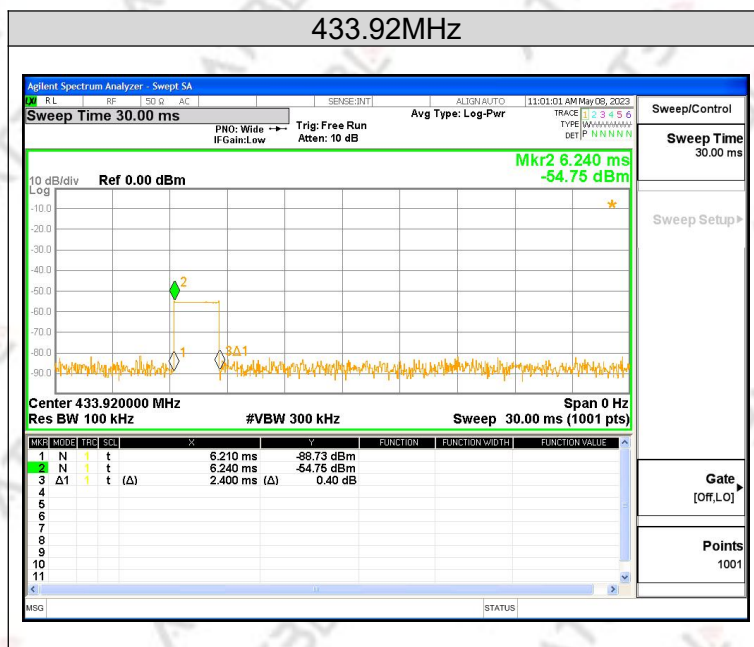 433.92MHz
Agilent Spectrum Analyzer - Swept SA
RL RF 50 Ω AC SENSE:INT ALIGN AUTO 11:01:01 AM May 08, 2023
Sweep Time 30.00 ms
PNO: Wide
IFGain:Low
Trig: Free Run
Atten: 10 dB
Avg Type: Log-Pwr
TRACE 1 2 3 4 5 6
TYPE W
DET P N N N N N
Mkr2 6.240 ms
-54.75 dBm
10 dB/div Ref 0.00 dBm
Log
-10.0
-20.0
-30.0
-40.0
-50.0
-60.0
-70.0
-80.0
-90.0
2
1
3Δ1
Center 433.920000 MHz Span 0 Hz
Res BW 100 kHz #VBW 300 kHz Sweep 30.00 ms (1001 pts)
MKR MODE TRC SCL X Y FUNCTION FUNCTION WIDTH FUNCTION VALUE
1 N 1 t 6.210 ms -88.73 dBm
2 N 1 t 6.240 ms -54.75 dBm
3 Δ1 1 t (Δ) 2.400 ms (Δ) 0.40 dB
4
5
6
7
8
9
10
11
MSG STATUS
Sweep/Control
Sweep Time
30.00 ms
Sweep Setup
Gate
[Off,LO]
Points
1001